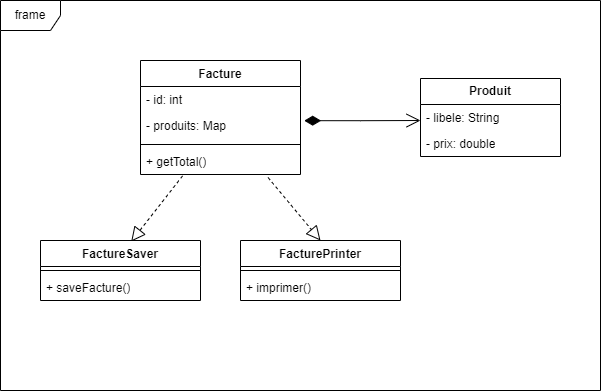 frame
Facture
- id: int
- produits: Map
+ getTotal()
Produit
- libele: String
- prix: double
FactureSaver
+ saveFacture()
FacturePrinter
+ imprimer()